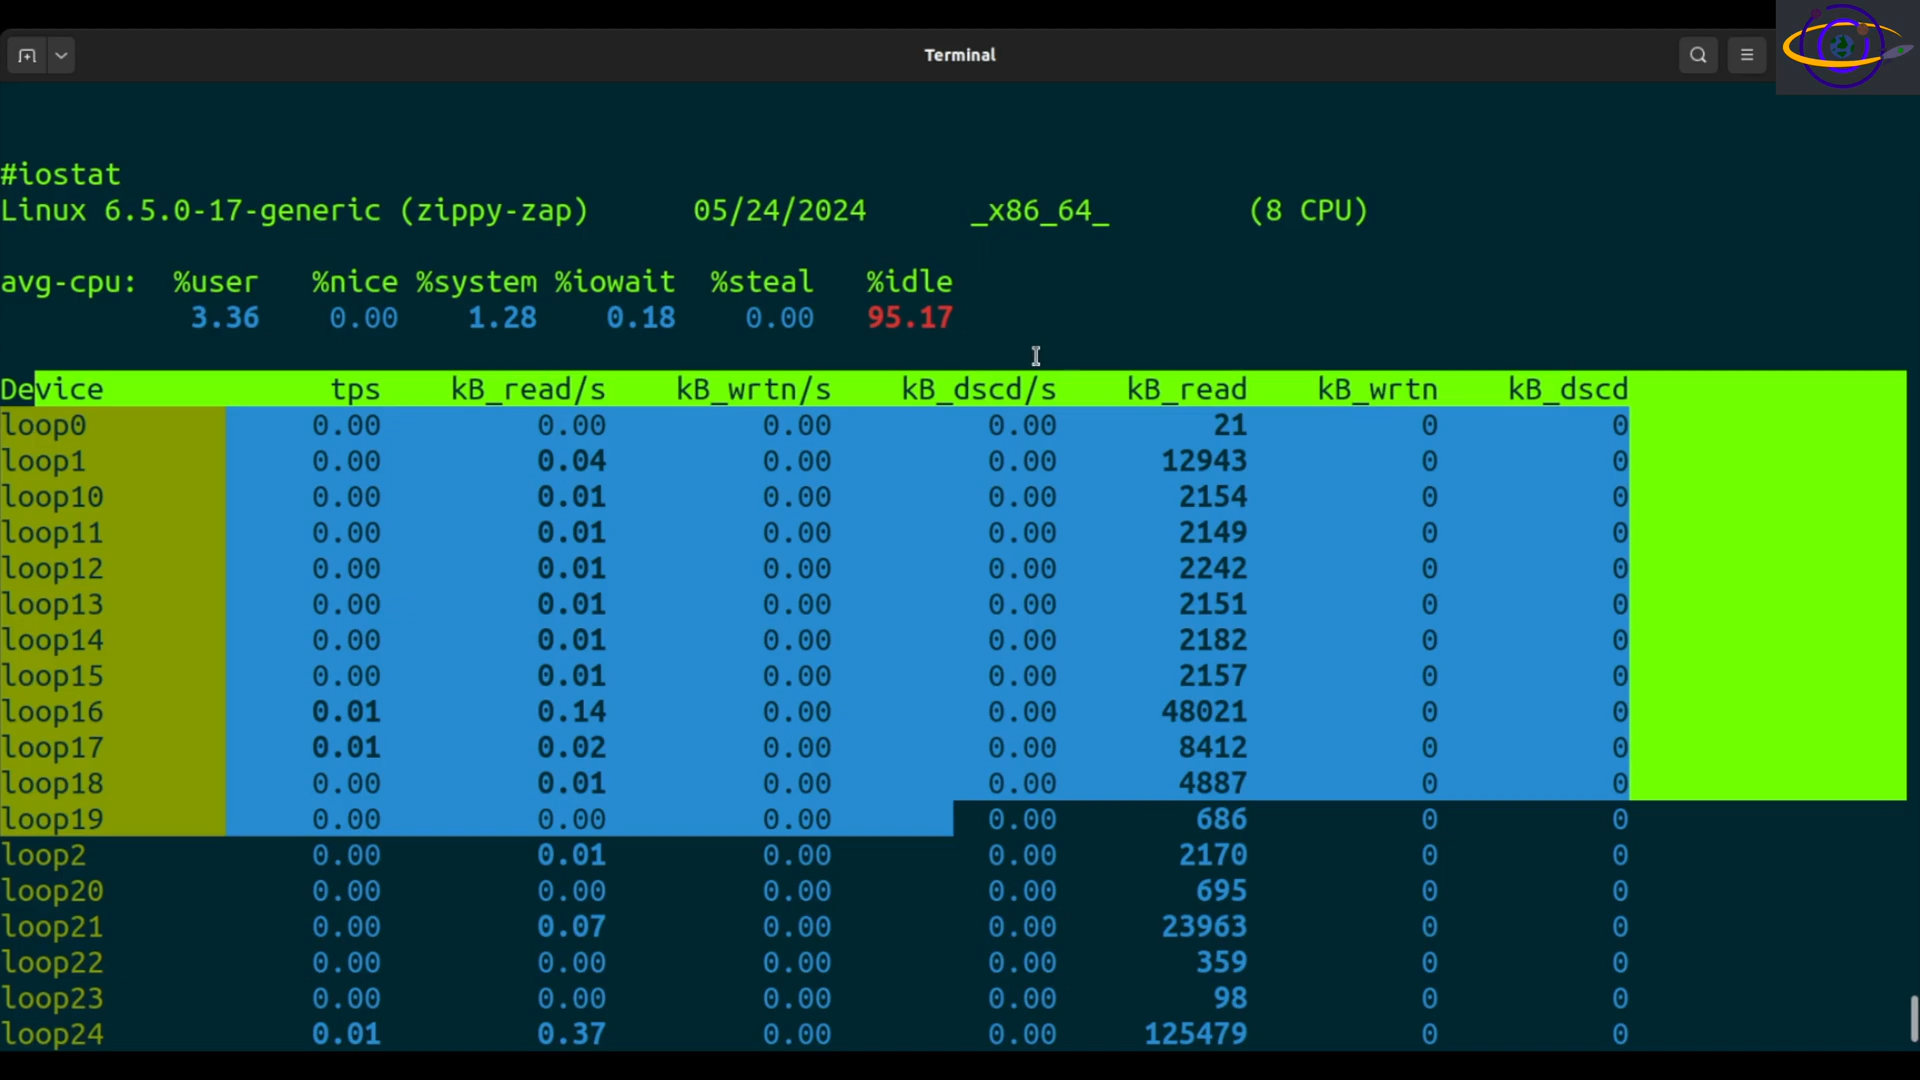 Terminal
#iostat
Linux 6.5.0-17-generic (zippy-zap) 05/24/2024 _x86_64_ (8 CPU)
avg-cpu: %user %nice %system %iowait %steal %idle
3.36 0.00 1.28 0.18 0.00 95.17
Device tps kB_read/s kB_wrtn/s kB_dscd/s kB_read kB_wrtn kB_dscd
loop0 0.00 0.00 0.00 0.00 21 0 0
loop1 0.00 0.04 0.00 0.00 12943 0 0
loop10 0.00 0.01 0.00 0.00 2154 0 0
loop11 0.00 0.01 0.00 0.00 2149 0 0
loop12 0.00 0.01 0.00 0.00 2242 0 0
loop13 0.00 0.01 0.00 0.00 2151 0 0
loop14 0.00 0.01 0.00 0.00 2182 0 0
loop15 0.00 0.01 0.00 0.00 2157 0 0
loop16 0.01 0.14 0.00 0.00 48021 0 0
loop17 0.01 0.02 0.00 0.00 8412 0 0
loop18 0.00 0.01 0.00 0.00 4887 0 0
loop19 0.00 0.00 0.00 0.00 686 0 0
loop2 0.00 0.01 0.00 0.00 2170 0 0
loop20 0.00 0.00 0.00 0.00 695 0 0
loop21 0.00 0.07 0.00 0.00 23963 0 0
loop22 0.00 0.00 0.00 0.00 359 0 0
loop23 0.00 0.00 0.00 0.00 98 0 0
loop24 0.01 0.37 0.00 0.00 125479 0 0